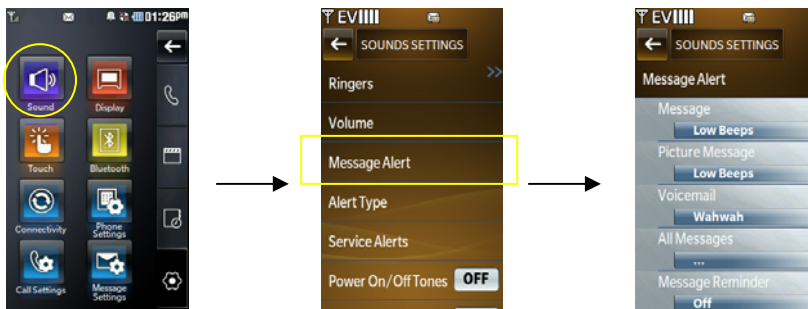 01:26pm
Sound Display
Touch Bluetooth
Connectivity Phone Settings
Call Settings Message Settings
EV
SOUNDS SETTINGS
Ringers
Volume
Message Alert
Alert Type
Service Alerts
Power On/Off Tones OFF
EV
SOUNDS SETTINGS
Message Alert
Message
Low Beeps
Picture Message
Low Beeps
Voicemail
Wahwah
All Messages
...
Message Reminder
Off